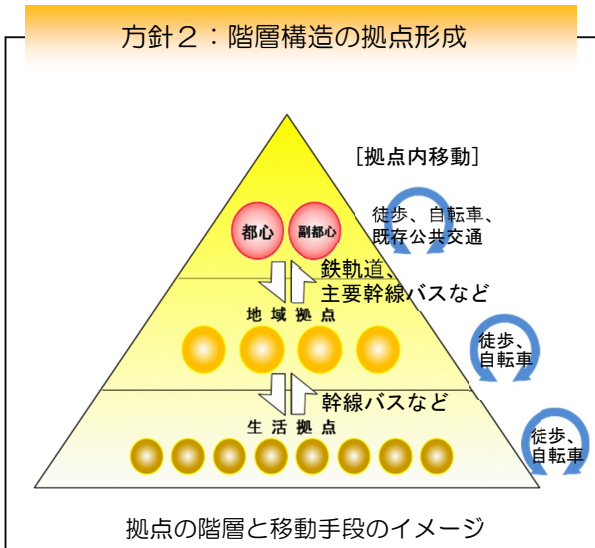 方針２：階層構造の拠点形成
［拠点内移動］
都心
副都心
徒歩、自転車、
既存公共交通
鉄軌道、
主要幹線バスなど
地域拠点
徒歩、
自転車
幹線バスなど
生活拠点
徒歩、
自転車
拠点の階層と移動手段のイメージ